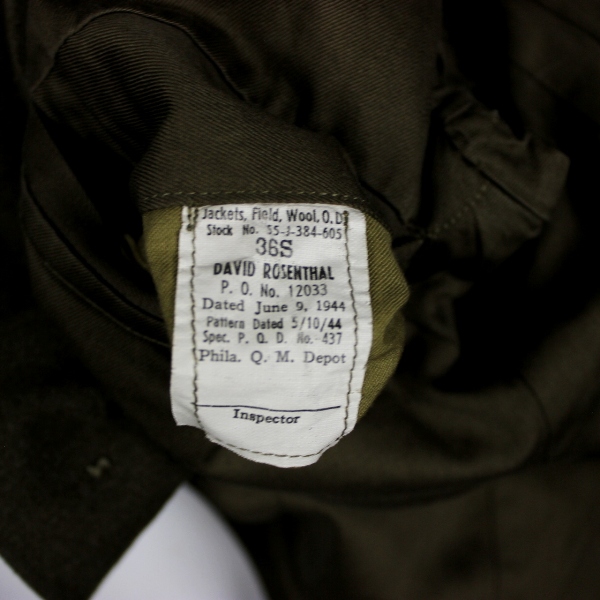 Jackets, Field, Wool, O.D.
Stock No. 55-J-384-605
36S
DAVID ROSENTHAL
P. O. No. 12033
Dated June 9, 1944
Pattern Dated 5/10/44
Spec. P. Q. D. No. 437
Phila. Q. M. Depot
Inspector